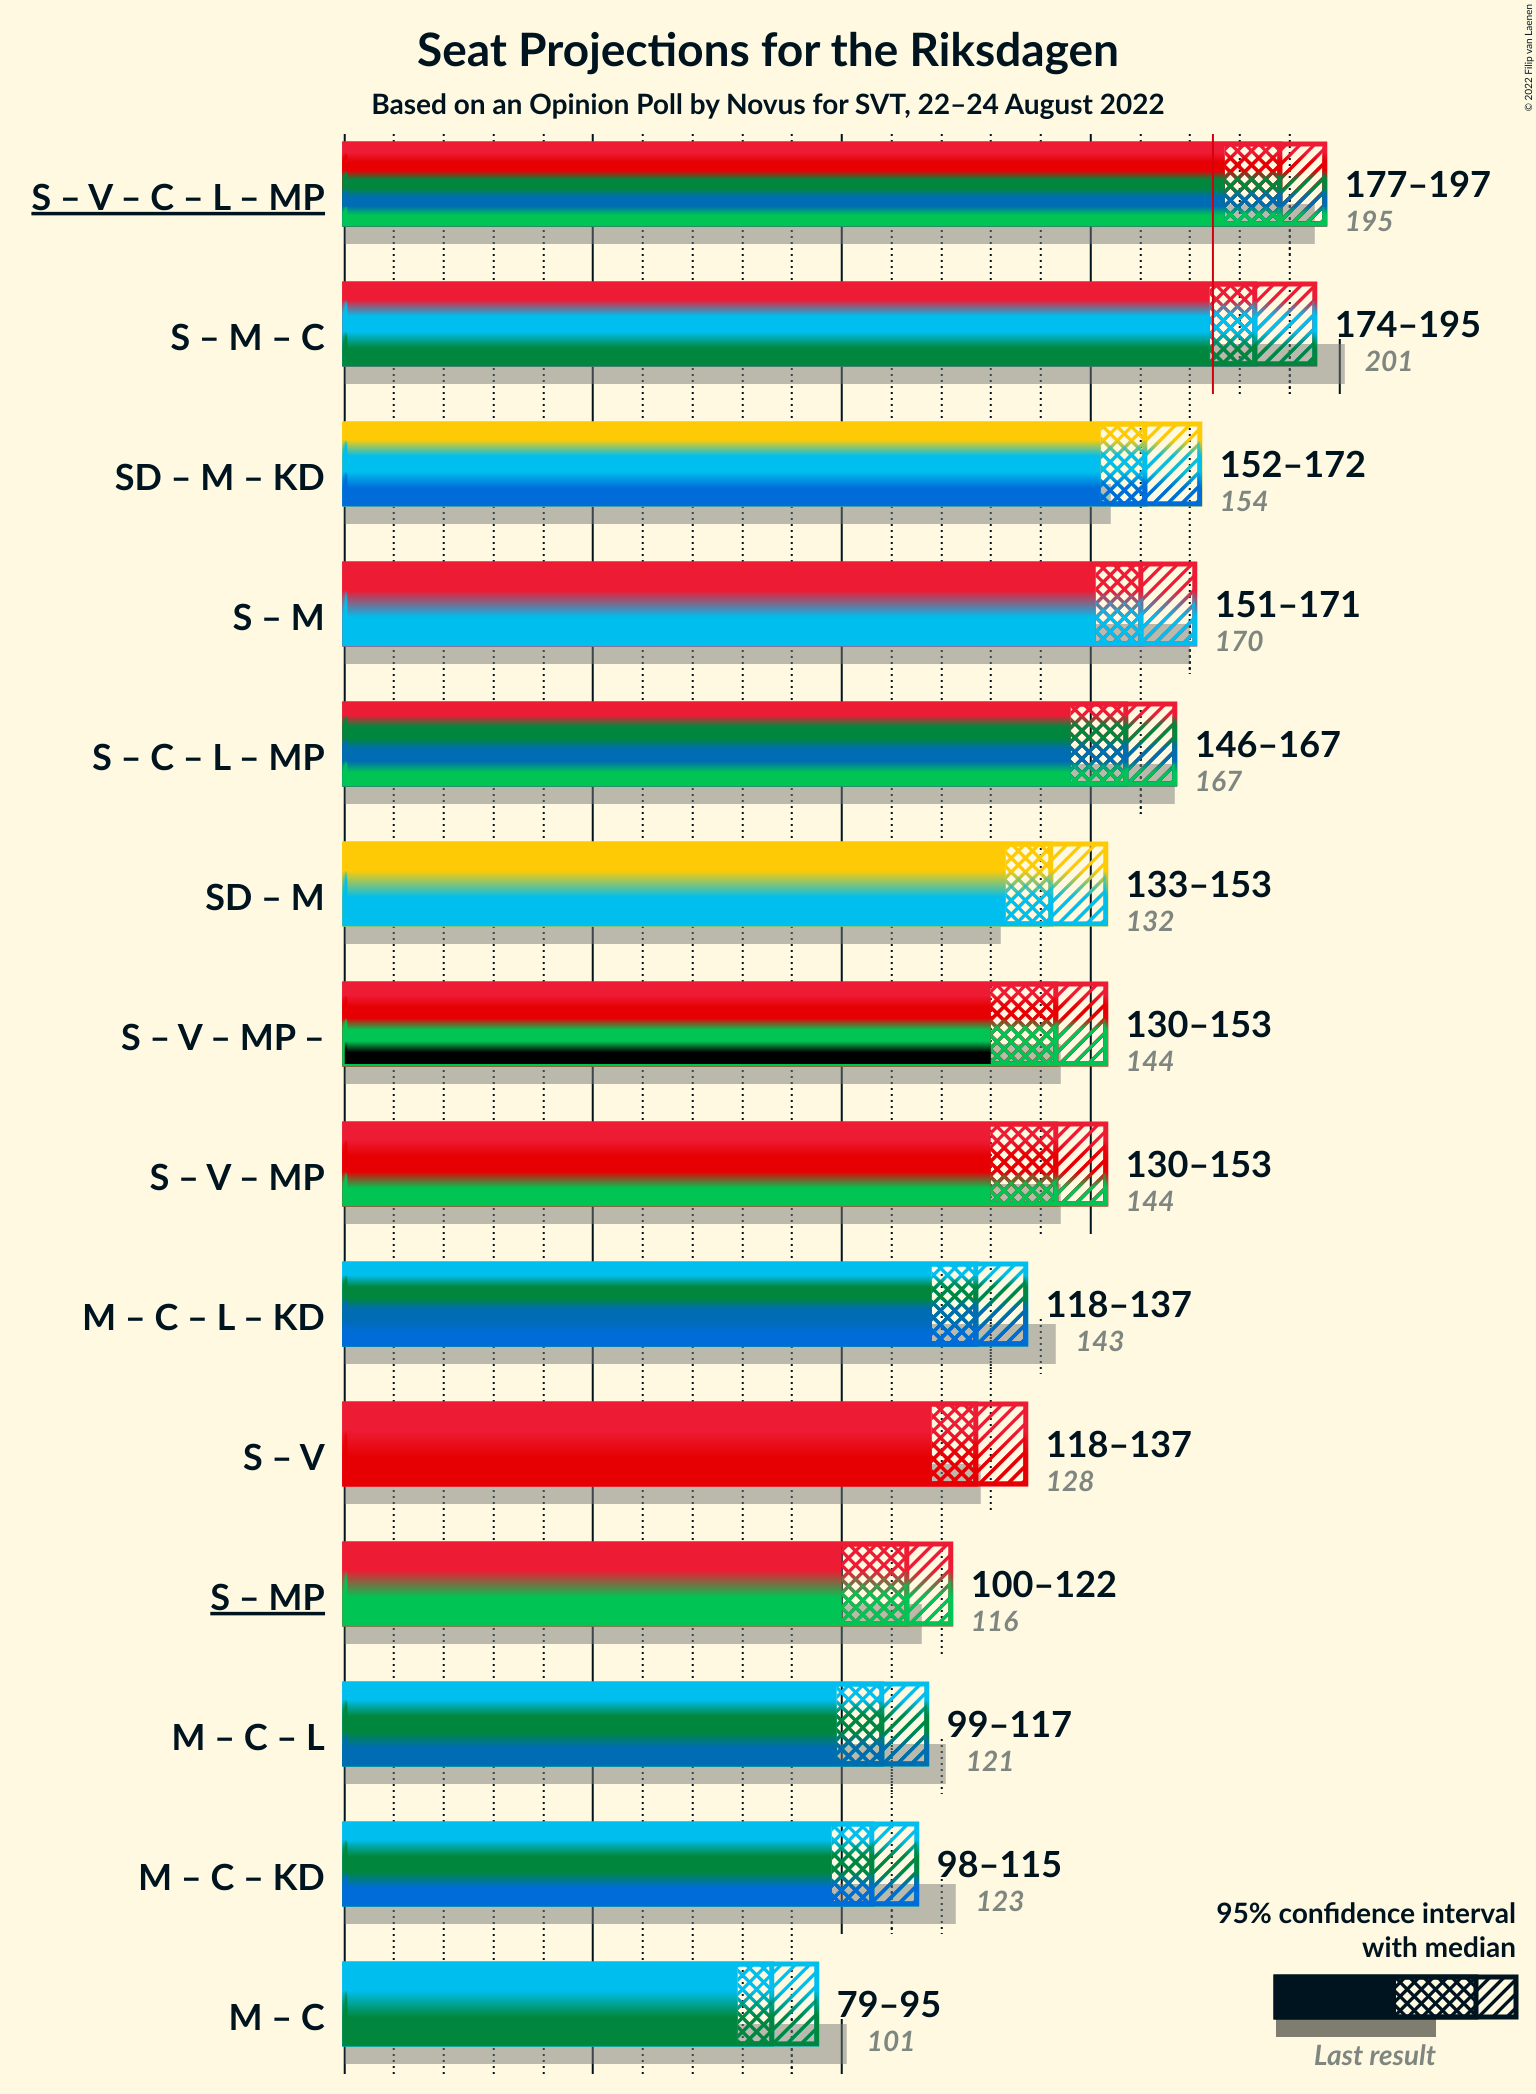 Seat Projections for the Riksdagen
Based on an Opinion Poll by Novus for SVT, 22–24 August 2022
© 2022 Filip van Laenen
S – V – C – L – MP
177–197
195
S – M – C
174–195
201
SD – M – KD
152–172
154
S – M
151–171
170
S – C – L – MP
146–167
167
SD – M
133–153
132
S – V – MP –
130–153
144
S – V – MP
130–153
144
M – C – L – KD
118–137
143
S – V
118–137
128
S – MP
100–122
116
M – C – L
99–117
121
M – C – KD
98–115
123
M – C
79–95
101
95% confidence interval
with median
Last result